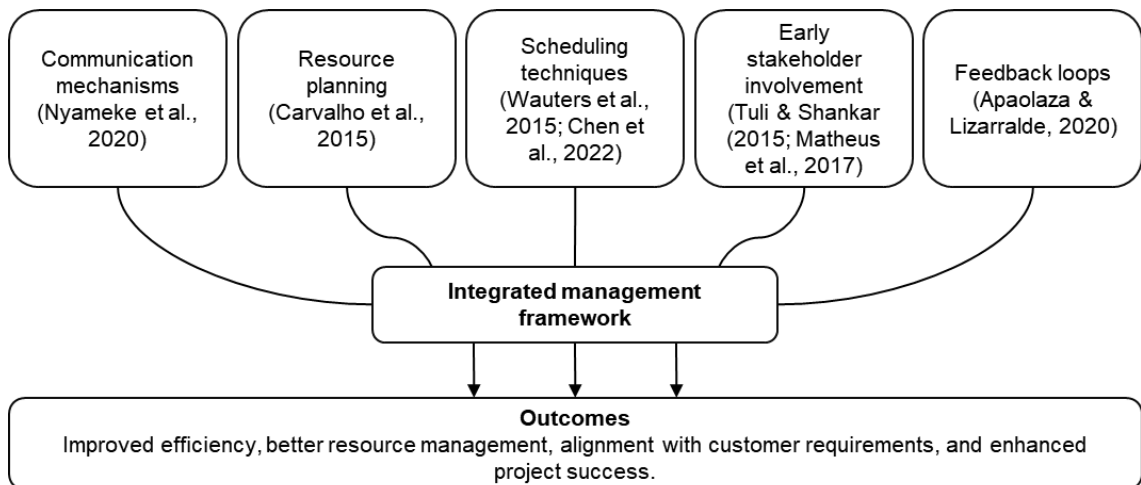 Communication
mechanisms
(Nyameke et al.,
2020)
Resource
planning
(Carvalho et al.,
2015)
Scheduling
techniques
(Wauters et al.,
2015; Chen et
al., 2022)
Early
stakeholder
involvement
(Tuli & Shankar
(2015; Matheus
et al., 2017)
Feedback loops
(Apaolaza &
Lizarralde, 2020)
Integrated management
framework
Outcomes
Improved efficiency, better resource management, alignment with customer requirements, and enhanced
project success.